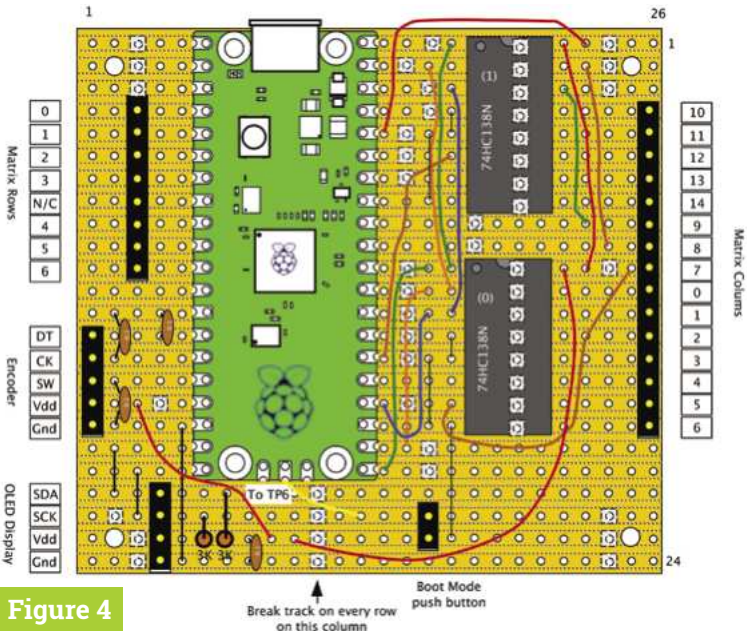 1
26
1
0
1
2
3
N/C
4
5
6
Matrix Rows
DT
CK
SW
Vdd
Gnd
Encoder
SDA
SCK
Vdd
Gnd
OLED Display
(1)
74HC138N
(0)
74HC138N
10
11
12
13
14
9
8
7
0
1
2
3
4
5
6
Matrix Colums
To TP6
3K 3K
24
Boot Mode
push button
Break track on every row
on this column
Figure 4